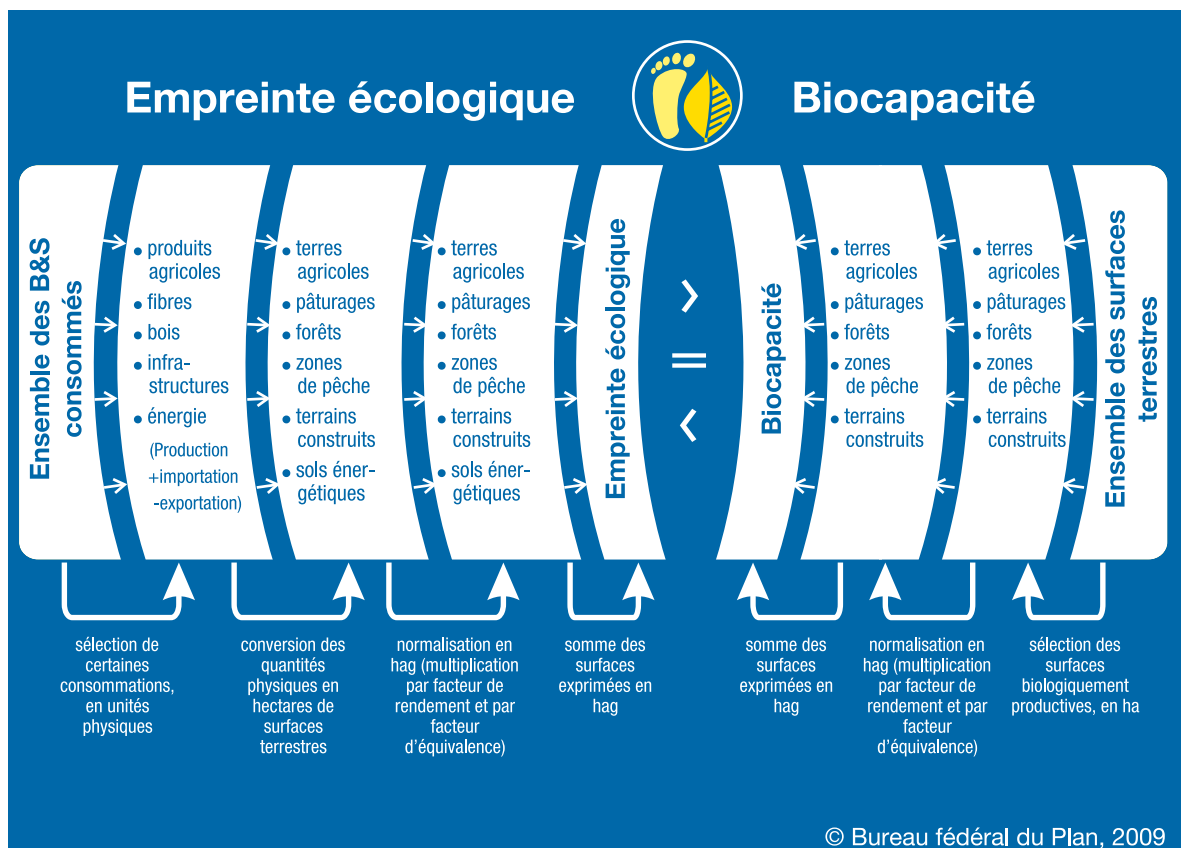 Empreinte écologique
Biocapacité
Ensemble des B&S
consommés
• produits
agricoles
• fibres
• bois
• infra-
structures
• énergie
(Production
+importation
-exportation)
• terres
agricoles
• pâturages
• forêts
• zones
de pêche
• terrains
construits
• sols éner-
gétiques
• terres
agricoles
• pâturages
• forêts
• zones
de pêche
• terrains
construits
• sols éner-
gétiques
Empreinte écologique
>
=
<
Biocapacité
• terres
agricoles
• pâturages
• forêts
• zones
de pêche
• terrains
construits
• terres
agricoles
• pâturages
• forêts
• zones
de pêche
• terrains
construits
Ensemble des surfaces
terrestres
sélection de
certaines
consommations,
en unités
physiques
conversion des
quantités
physiques en
hectares de
surfaces
terrestres
normalisation en
hag (multiplication
par facteur de
rendement et par
facteur
d'équivalence)
somme des
surfaces
exprimées en
hag
somme des
surfaces
exprimées en
hag
normalisation en
hag (multiplication
par facteur de
rendement et par
facteur
d'équivalence)
sélection des
surfaces
biologiquement
productives, en ha
© Bureau fédéral du Plan, 2009